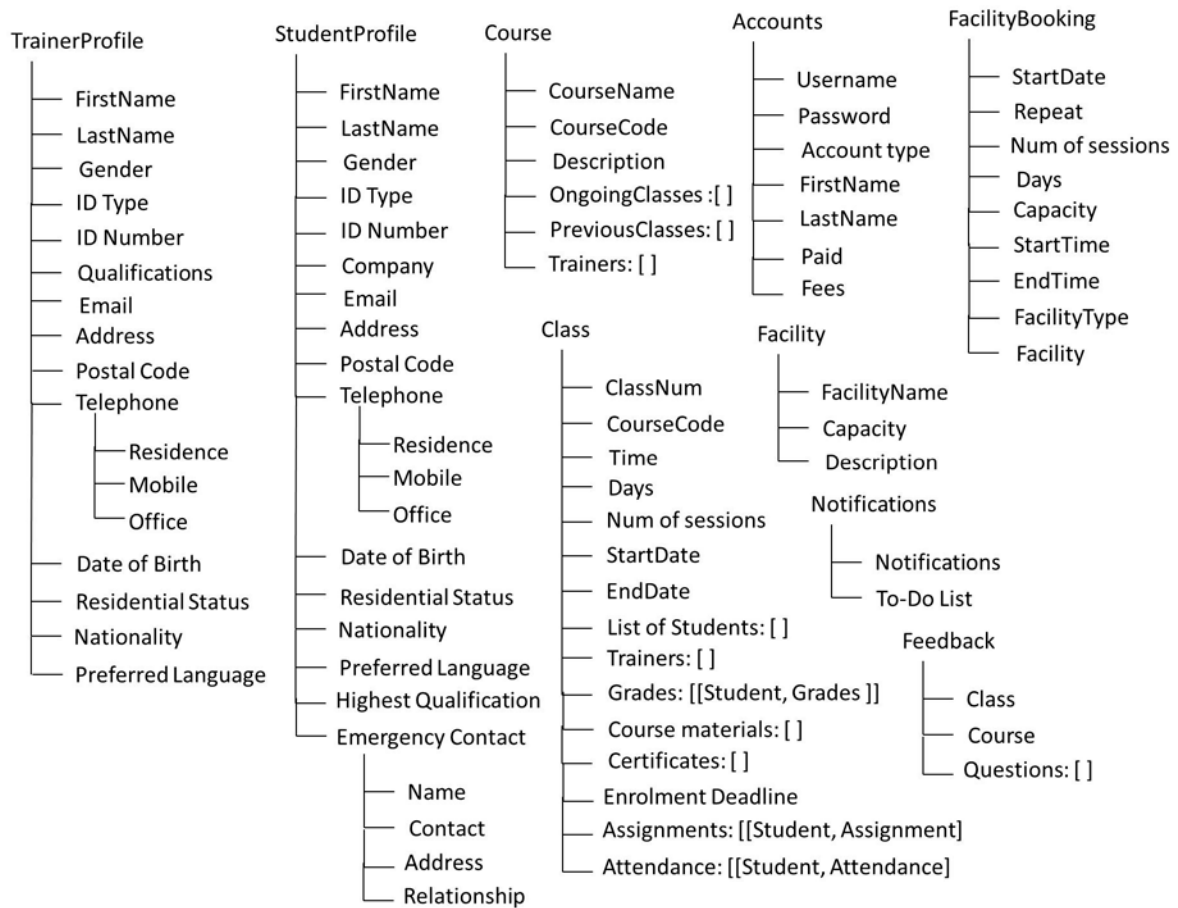 TrainerProfile
FirstName
LastName
Gender
ID Type
ID Number
Qualifications
Email
Address
Postal Code
Telephone
Residence
Mobile
Office
Date of Birth
Residential Status
Nationality
Preferred Language
StudentProfile
FirstName
LastName
Gender
ID Type
ID Number
Company
Email
Address
Postal Code
Telephone
Residence
Mobile
Office
Date of Birth
Residential Status
Nationality
Preferred Language
Highest Qualification
Emergency Contact
Name
Contact
Address
Relationship
Course
CourseName
CourseCode
Description
OngoingClasses :[ ]
PreviousClasses: [ ]
Trainers: [ ]
Accounts
Username
Password
Account type
FirstName
LastName
Paid
Fees
FacilityBooking
StartDate
Repeat
Num of sessions
Days
Capacity
StartTime
EndTime
FacilityType
Facility
Class
ClassNum
CourseCode
Time
Days
Num of sessions
StartDate
EndDate
List of Students: [ ]
Trainers: [ ]
Grades: [[Student, Grades ]]
Course materials: [ ]
Certificates: [ ]
Enrolment Deadline
Assignments: [[Student, Assignment]
Attendance: [[Student, Attendance]
Facility
FacilityName
Capacity
Description
Notifications
Notifications
To-Do List
Feedback
Class
Course
Questions: [ ]